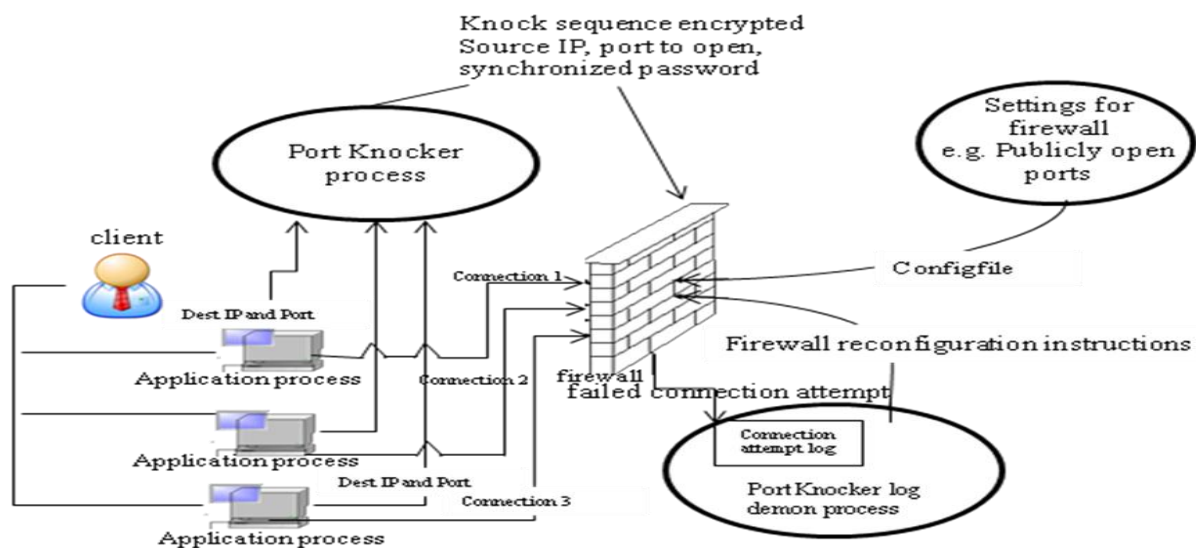 Knock sequence encrypted
Source IP, port to open,
synchronized password
Settings for
firewall
e.g. Publicly open
ports
Port Knocker
process
client
Connection 1
Configfile
Dest IP and Port
Firewall reconfiguration instructions
Application process
Connection 2
firewall
failed connection attempt
Connection
attempt log
Application process
Dest IP and Port
Connection 3
PortKnocker log
demon process
Application process